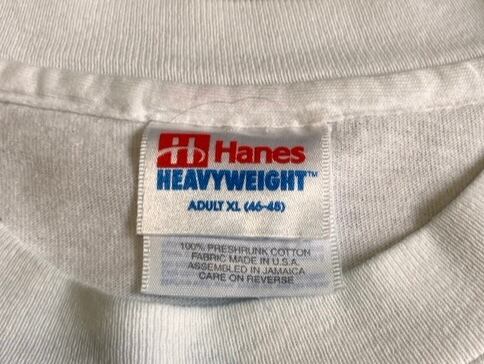 H Hanes
HEAVYWEIGHT™
ADULT XL (46-48)
100% PRESHRUNK COTTON
FABRIC MADE IN U.S.A.
ASSEMBLED IN JAMAICA
CARE ON REVERSE